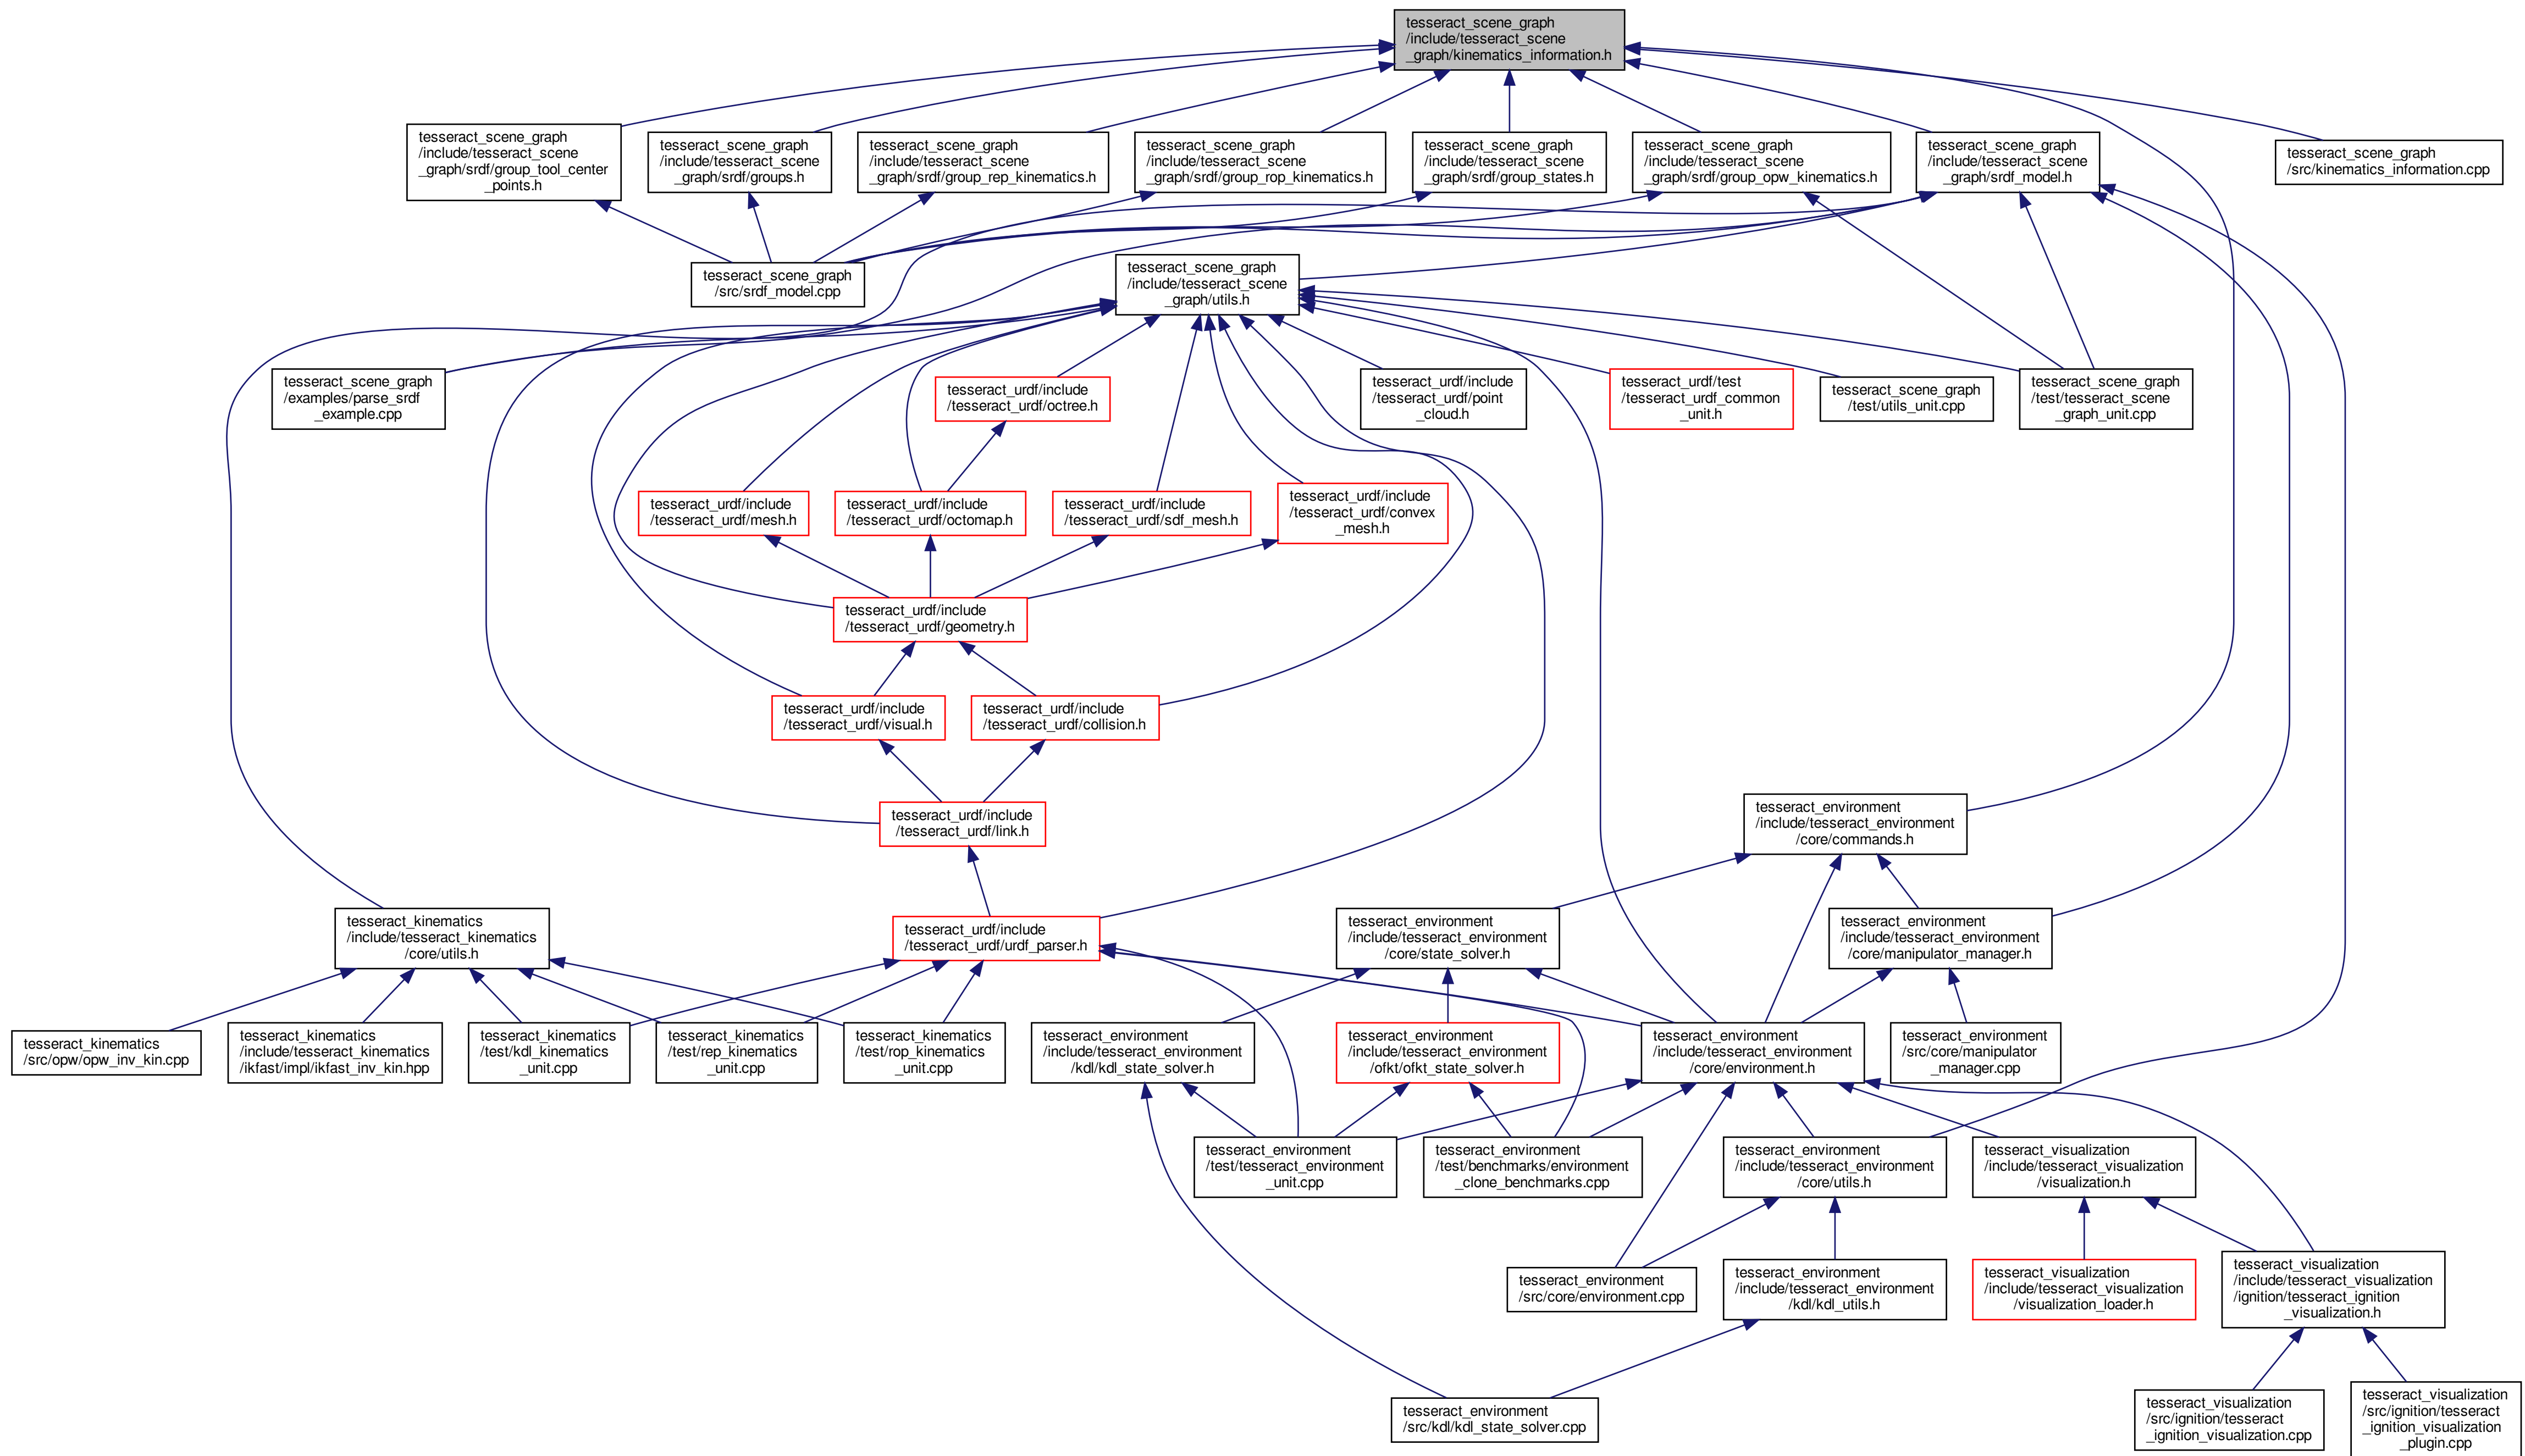 tesseract_scene_graph
/include/tesseract_scene
_graph/kinematics_information.h
tesseract_scene_graph
/include/tesseract_scene
_graph/srdf/group_tool_center
_points.h
tesseract_scene_graph
/include/tesseract_scene
_graph/srdf/groups.h
tesseract_scene_graph
/include/tesseract_scene
_graph/srdf/group_rep_kinematics.h
tesseract_scene_graph
/include/tesseract_scene
_graph/srdf/group_rop_kinematics.h
tesseract_scene_graph
/include/tesseract_scene
_graph/srdf/group_states.h
tesseract_scene_graph
/include/tesseract_scene
_graph/srdf/group_opw_kinematics.h
tesseract_scene_graph
/include/tesseract_scene
_graph/srdf_model.h
tesseract_scene_graph
/src/kinematics_information.cpp
tesseract_scene_graph
/src/srdf_model.cpp
tesseract_scene_graph
/include/tesseract_scene
_graph/utils.h
tesseract_scene_graph
/examples/parse_srdf
_example.cpp
tesseract_urdf/include
/tesseract_urdf/octree.h
tesseract_urdf/include
/tesseract_urdf/point
_cloud.h
tesseract_urdf/test
/tesseract_urdf_common
_unit.h
tesseract_scene_graph
/test/utils_unit.cpp
tesseract_scene_graph
/test/tesseract_scene
_graph_unit.cpp
tesseract_urdf/include
/tesseract_urdf/mesh.h
tesseract_urdf/include
/tesseract_urdf/octomap.h
tesseract_urdf/include
/tesseract_urdf/sdf_mesh.h
tesseract_urdf/include
/tesseract_urdf/convex
_mesh.h
tesseract_urdf/include
/tesseract_urdf/geometry.h
tesseract_urdf/include
/tesseract_urdf/visual.h
tesseract_urdf/include
/tesseract_urdf/collision.h
tesseract_urdf/include
/tesseract_urdf/link.h
tesseract_environment
/include/tesseract_environment
/core/commands.h
tesseract_kinematics
/include/tesseract_kinematics
/core/utils.h
tesseract_urdf/include
/tesseract_urdf/urdf_parser.h
tesseract_environment
/include/tesseract_environment
/core/state_solver.h
tesseract_environment
/include/tesseract_environment
/core/manipulator_manager.h
tesseract_kinematics
/src/opw/opw_inv_kin.cpp
tesseract_kinematics
/include/tesseract_kinematics
/ikfast/impl/ikfast_inv_kin.hpp
tesseract_kinematics
/test/kdl_kinematics
_unit.cpp
tesseract_kinematics
/test/rep_kinematics
_unit.cpp
tesseract_kinematics
/test/rop_kinematics
_unit.cpp
tesseract_environment
/include/tesseract_environment
/kdl/kdl_state_solver.h
tesseract_environment
/include/tesseract_environment
/ofkt/ofkt_state_solver.h
tesseract_environment
/include/tesseract_environment
/core/environment.h
tesseract_environment
/src/core/manipulator
_manager.cpp
tesseract_environment
/test/tesseract_environment
_unit.cpp
tesseract_environment
/test/benchmarks/environment
_clone_benchmarks.cpp
tesseract_environment
/include/tesseract_environment
/core/utils.h
tesseract_visualization
/include/tesseract_visualization
/visualization.h
tesseract_environment
/src/core/environment.cpp
tesseract_environment
/include/tesseract_environment
/kdl/kdl_utils.h
tesseract_visualization
/include/tesseract_visualization
/visualization_loader.h
tesseract_visualization
/include/tesseract_visualization
/ignition/tesseract_ignition
_visualization.h
tesseract_environment
/src/kdl/kdl_state_solver.cpp
tesseract_visualization
/src/ignition/tesseract
_ignition_visualization.cpp
tesseract_visualization
/src/ignition/tesseract
_ignition_visualization
_plugin.cpp